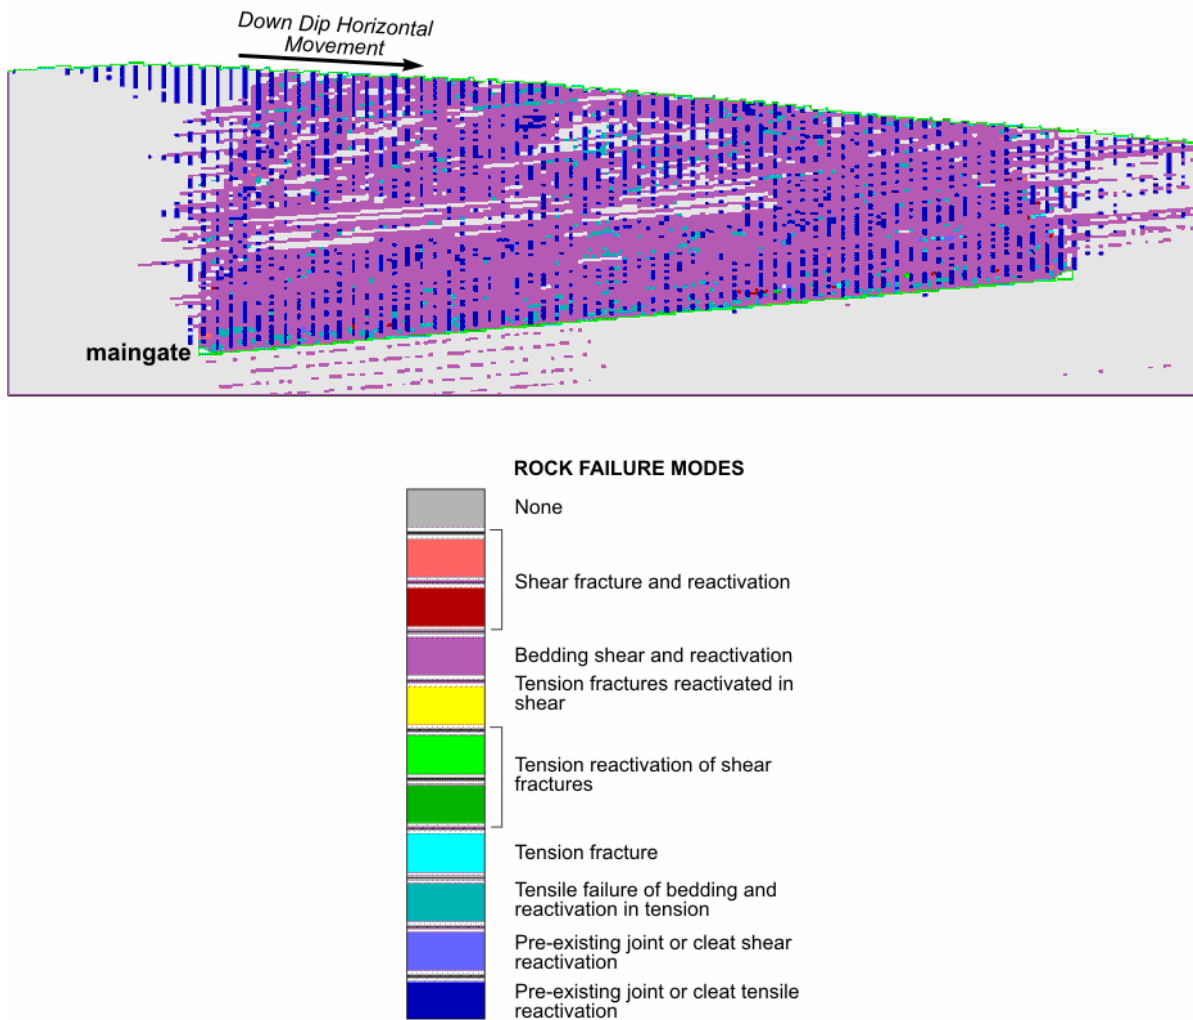 Down Dip Horizontal
Movement
maingate
ROCK FAILURE MODES
None
Shear fracture and reactivation
Bedding shear and reactivation
Tension fractures reactivated in
shear
Tension reactivation of shear
fractures
Tension fracture
Tensile failure of bedding and
reactivation in tension
Pre-existing joint or cleat shear
reactivation
Pre-existing joint or cleat tensile
reactivation